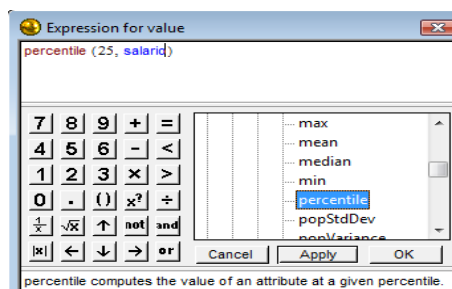 Expression for value
percentile (25, salario)
7 8 9 + =
4 5 6 - <
1 2 3 × >
0 . () x² ÷
1/x √x ↑ not and
|x| ← ↓ → or
max
mean
median
min
percentile
popStdDev
popVariance
Cancel Apply OK
percentile computes the value of an attribute at a given percentile.